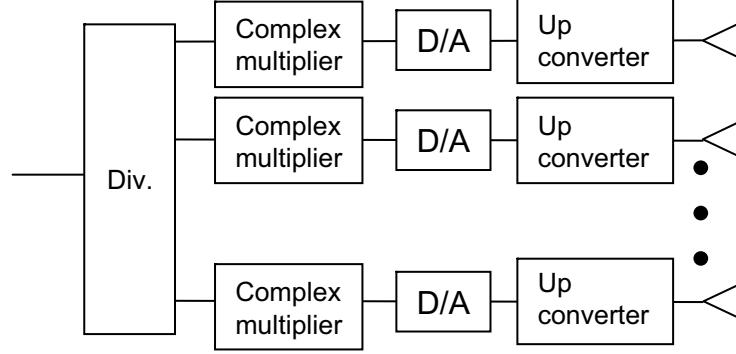 Complex
multiplier
D/A
Up
converter
Complex
multiplier
D/A
Up
converter
Div.
Complex
multiplier
D/A
Up
converter